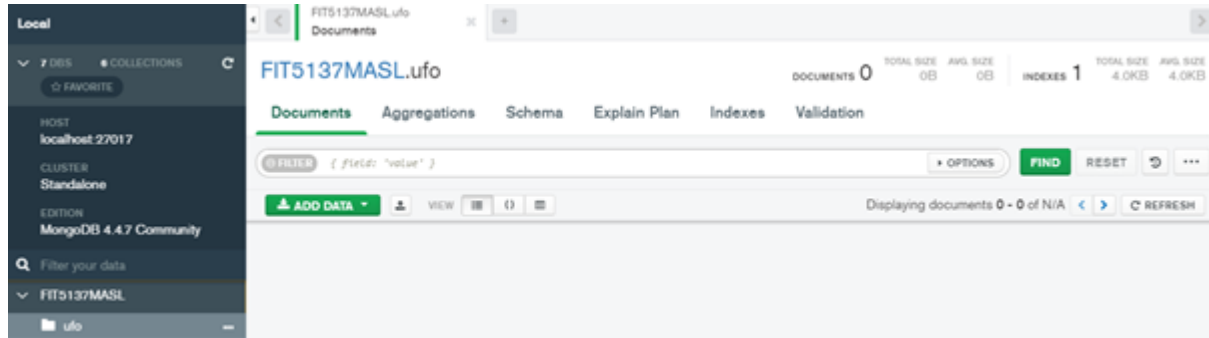 Local
FIT5137MASL.ufo
Documents
7 DBS 6 COLLECTIONS
FAVORITE
HOST
localhost:27017
CLUSTER
Standalone
EDITION
MongoDB 4.4.7 Community
Filter your data
FIT5137MASL
ufo
FIT5137MASL.ufo
DOCUMENTS 0 TOTAL SIZE 0B AVG. SIZE 0B INDEXES 1 TOTAL SIZE 4.0KB AVG. SIZE 4.0KB
Documents Aggregations Schema Explain Plan Indexes Validation
FILTER { field: 'value' } OPTIONS FIND RESET
ADD DATA VIEW {} Displaying documents 0 - 0 of N/A < > REFRESH